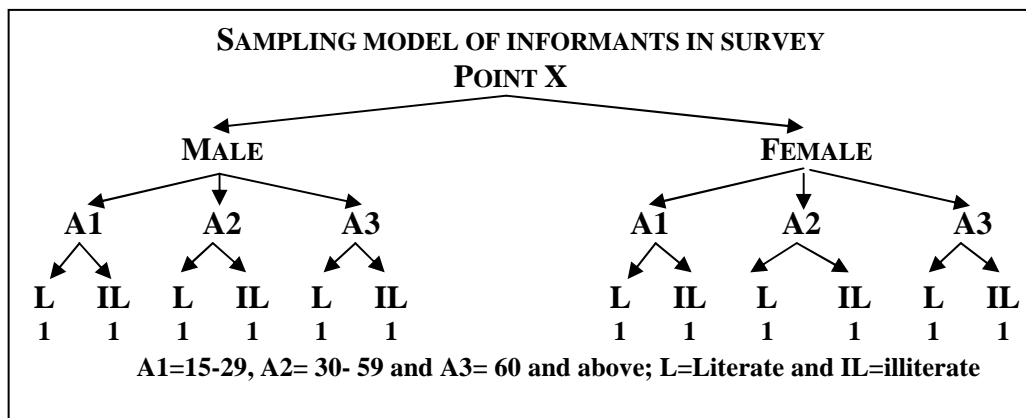 SAMPLING MODEL OF INFORMANTS IN SURVEY
POINT X
MALE FEMALE
A1 A2 A3 A1 A2 A3
L IL L IL L IL L IL L IL L IL
1 1 1 1 1 1 1 1 1 1 1 1
A1=15-29, A2= 30- 59 and A3= 60 and above; L=Literate and IL=illiterate